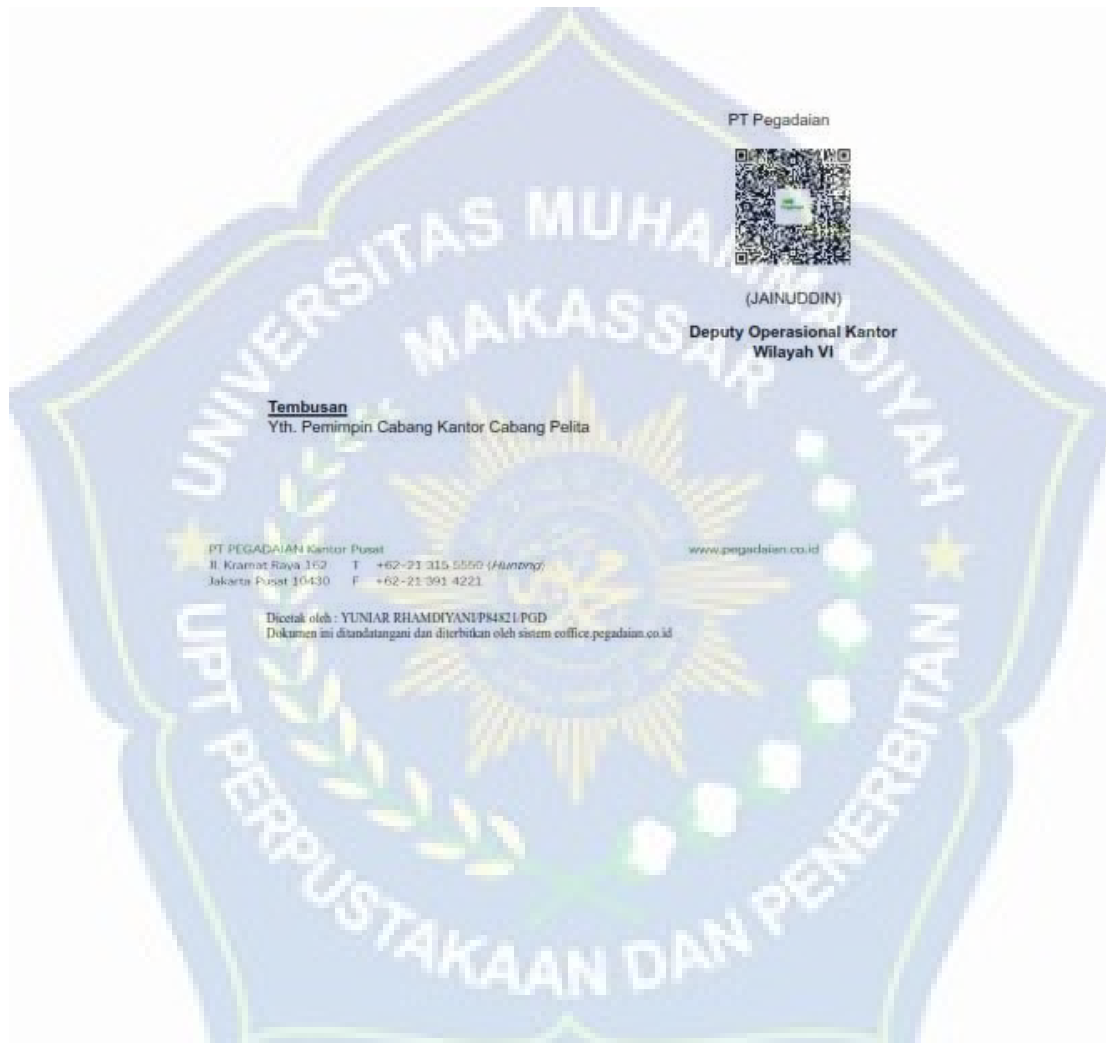 PT Pegadaian
(JAINUDDIN)
Deputy Operasional Kantor
Wilayah VI
Tembusan
Yth. Pemimpin Cabang Kantor Cabang Pelita
PT PEGADAIAN Kantor Pusat
Jl. Kramat Raya 162 T +62-21 315 5550 (Hunting)
Jakarta Pusat 10430 F +62-21 391 4221
www.pegadaian.co.id
Dicetak oleh : YUNIAR RHAMDIYANI/P84821/PGD
Dokumen ini ditandatangani dan diterbitkan oleh sistem eoffice.pegadaian.co.id
UNIVERSITAS MUHAMMADIYAH
MAKASSAR
UPT PERPUSTAKAAN DAN PENERBITAN